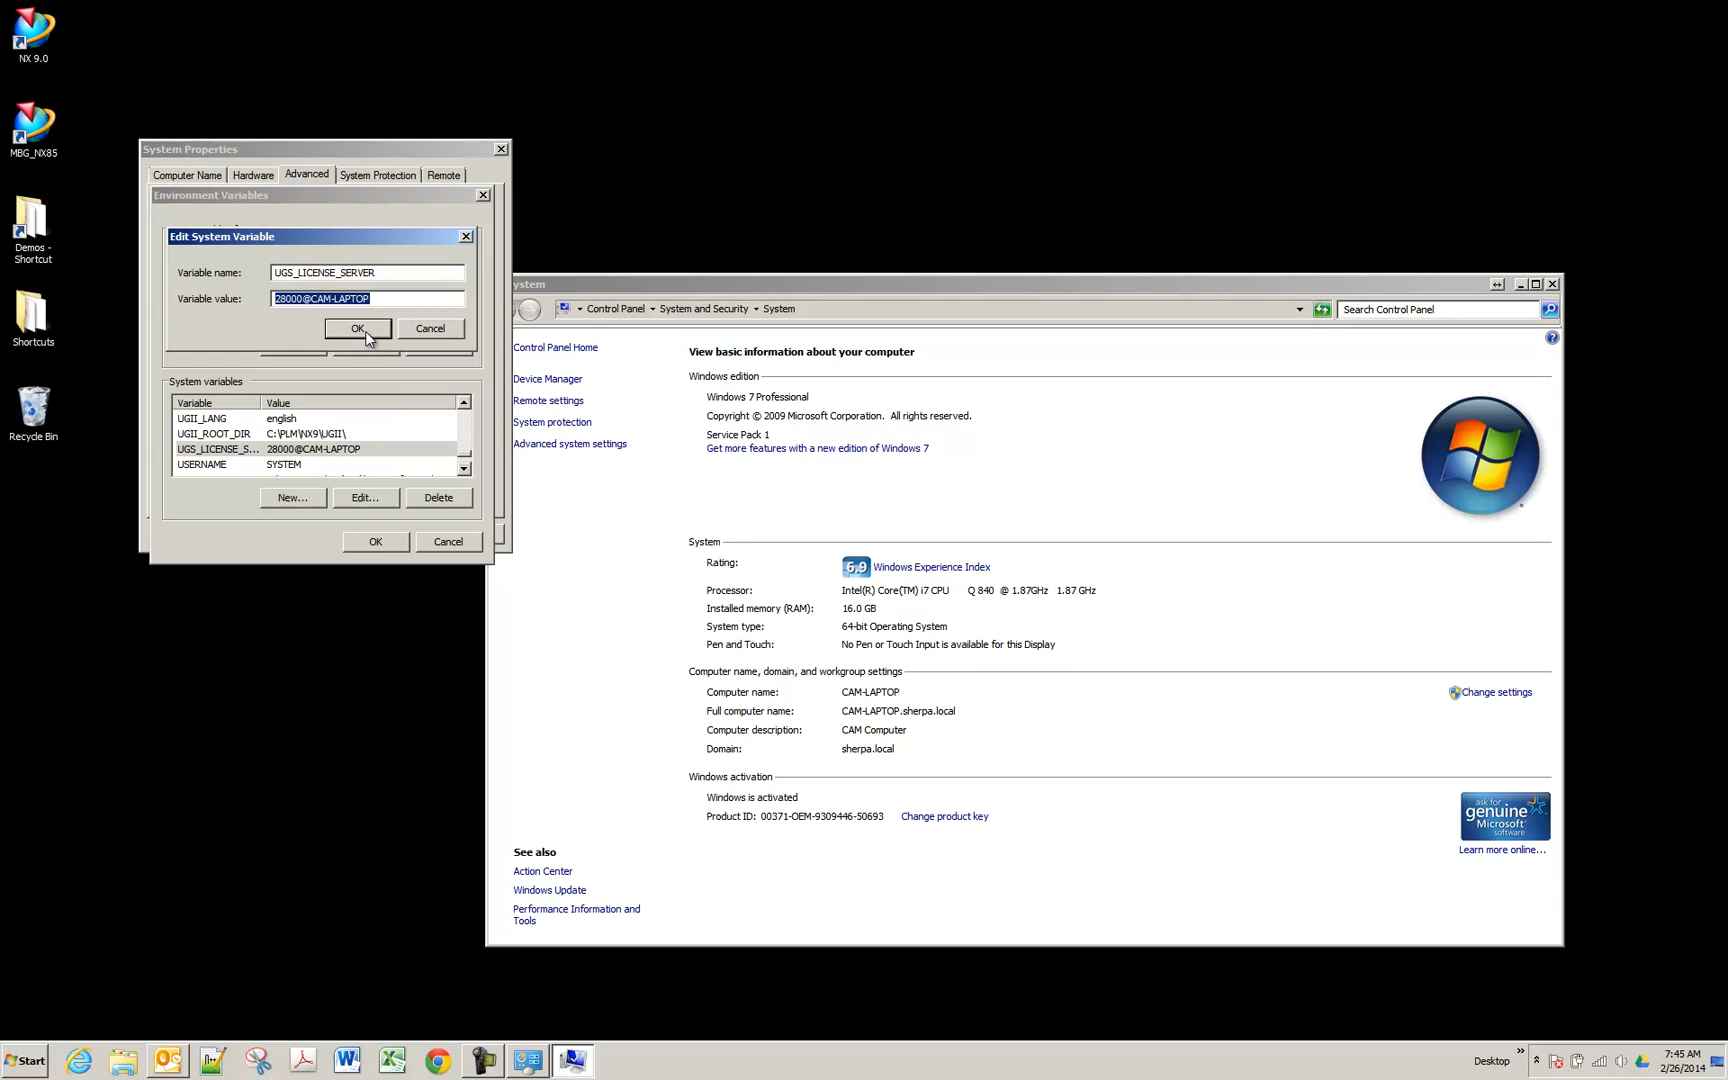 NX 9.0
MBG_NX85
Demos -
Shortcut
Shortcuts
Recycle Bin
System Properties
Computer Name
Hardware
Advanced
System Protection
Remote
Environment Variables
Edit System Variable
Variable name:
UGS_LICENSE_SERVER
Variable value:
28000@CAM-LAPTOP
OK
Cancel
System variables
Variable
Value
UGII_LANG
english
UGII_ROOT_DIR
C:\PLM\NX9\UGII\
UGS_LICENSE_S...
28000@CAM-LAPTOP
USERNAME
SYSTEM
New...
Edit...
Delete
OK
Cancel
ystem
Control Panel
System and Security
System
Search Control Panel
Control Panel Home
Device Manager
Remote settings
System protection
Advanced system settings
View basic information about your computer
Windows edition
Windows 7 Professional
Copyright © 2009 Microsoft Corporation. All rights reserved.
Service Pack 1
Get more features with a new edition of Windows 7
System
Rating:
6.9 Windows Experience Index
Processor:
Intel(R) Core(TM) i7 CPU Q 840 @ 1.87GHz 1.87 GHz
Installed memory (RAM):
16.0 GB
System type:
64-bit Operating System
Pen and Touch:
No Pen or Touch Input is available for this Display
Computer name, domain, and workgroup settings
Computer name:
CAM-LAPTOP
Change settings
Full computer name:
CAM-LAPTOP.sherpa.local
Computer description:
CAM Computer
Domain:
sherpa.local
Windows activation
Windows is activated
Product ID: 00371-OEM-9309446-50693
Change product key
ask for
genuine
Microsoft
software
Learn more online...
See also
Action Center
Windows Update
Performance Information and
Tools
Start
Desktop
7:45 AM
2/26/2014